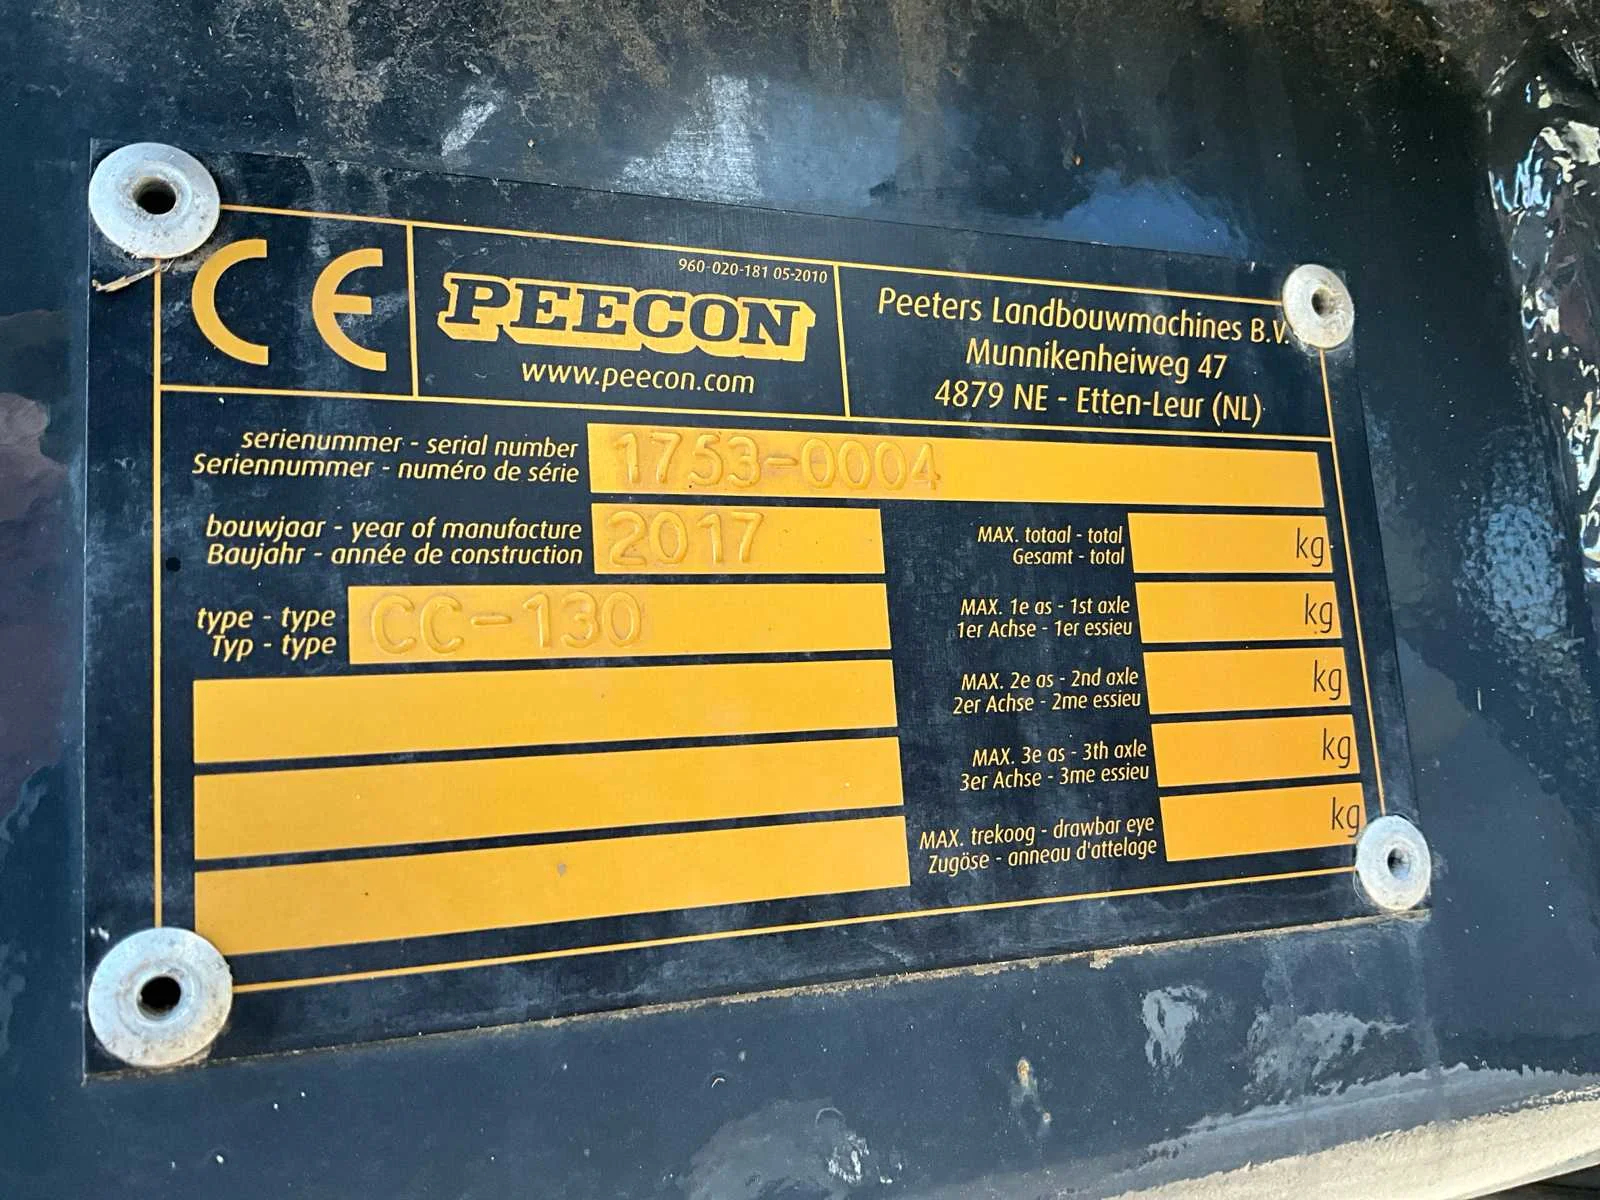 CE
960-020-181 05-2010
PEECON
www.peecon.com
Peeters Landbouwmachines B.V.
Munnikenheiweg 47
4879 NE - Etten-Leur (NL)
serienummer - serial number
Seriennummer - numéro de série
1753-0004
bouwjaar - year of manufacture
Baujahr - année de construction
2017
type - type
Typ - type
CC-130
MAX. totaal - total
Gesamt - total
kg
MAX. 1e as - 1st axle
1er Achse - 1er essieu
kg
MAX. 2e as - 2nd axle
2er Achse - 2me essieu
kg
MAX. 3e as - 3th axle
3er Achse - 3me essieu
kg
MAX. trekoog - drawbar eye
Zugöse - anneau d'attelage
kg